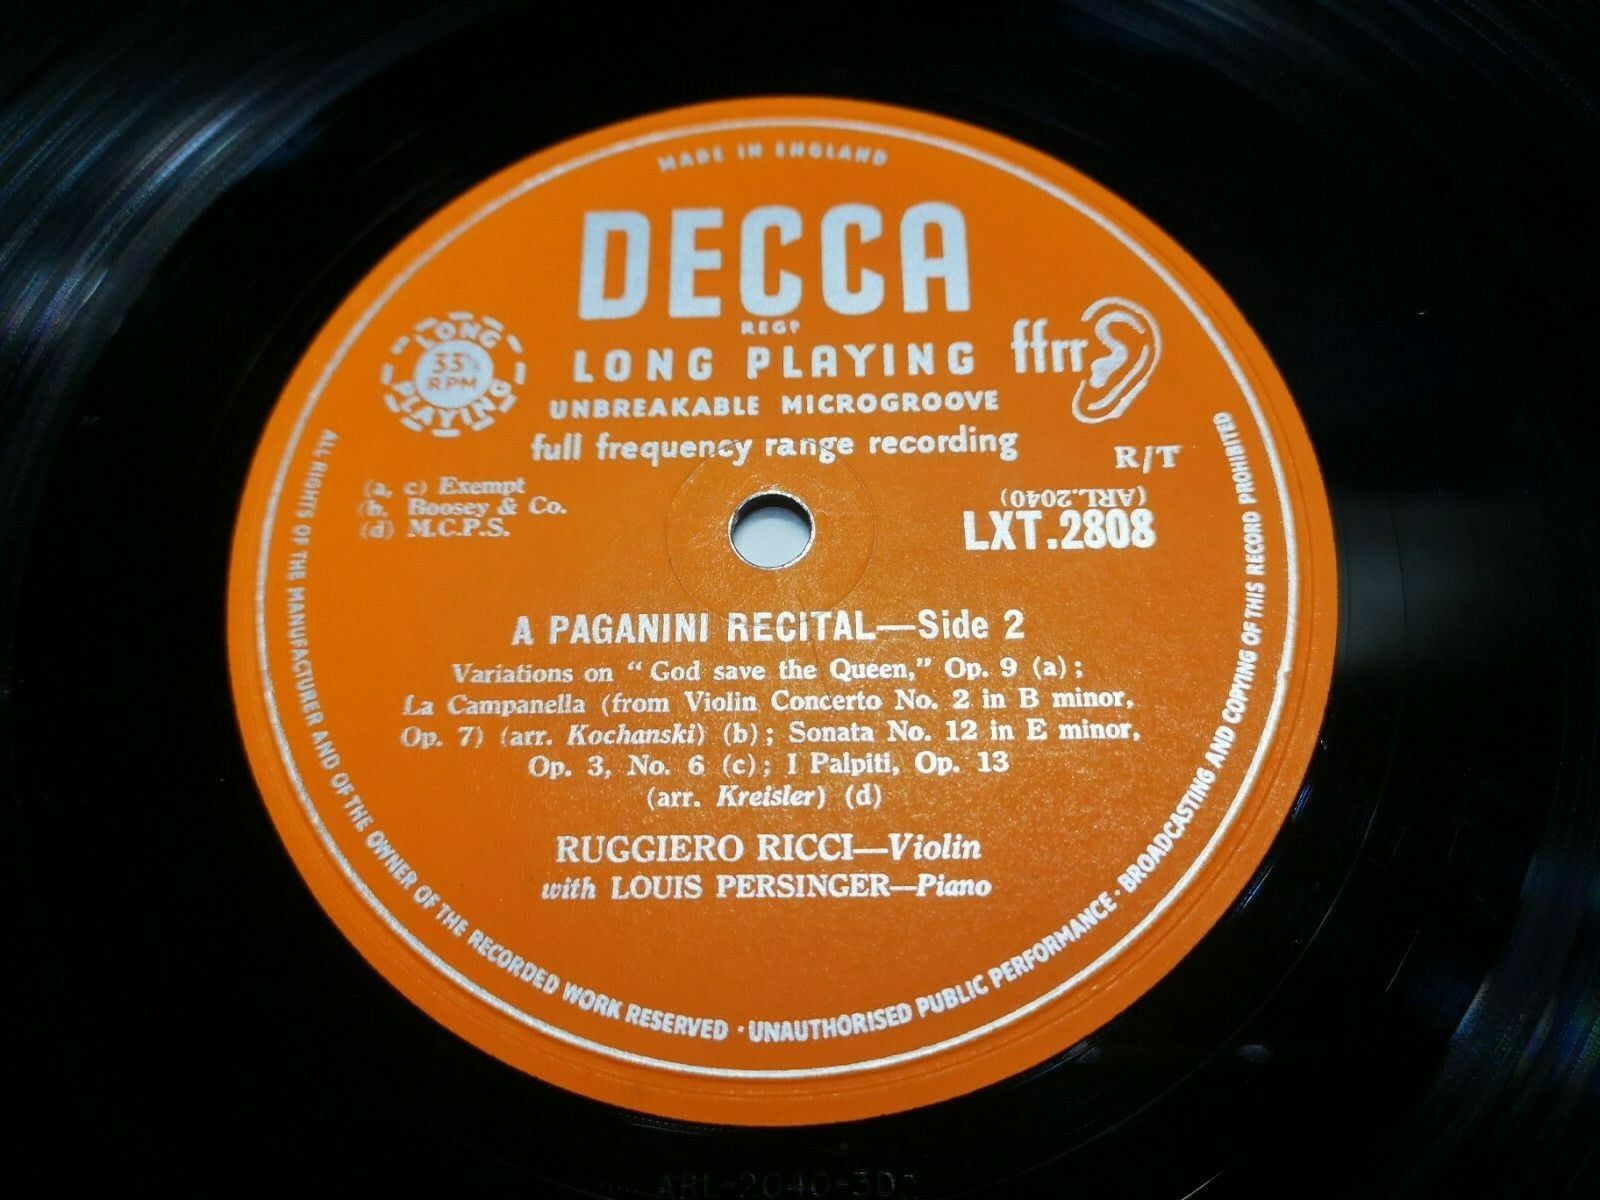 MADE IN ENGLAND
DECCA
REGD
LONG PLAYING
UNBREAKABLE MICROGROOVE
full frequency range recording
LONG PLAYING
33⅓ RPM
ffrr
R/T
(ARL.2040)
LXT.2808
(a, c) Exempt
(b. Boosey & Co.
(d) M.C.P.S.
A PAGANINI RECITAL—Side 2
Variations on “God save the Queen,” Op. 9 (a);
La Campanella (from Violin Concerto No. 2 in B minor,
Op. 7) (arr. Kochanski) (b); Sonata No. 12 in E minor,
Op. 3, No. 6 (c); I Palpiti, Op. 13
(arr. Kreisler) (d)
RUGGIERO RICCI—Violin
with LOUIS PERSINGER—Piano
ALL RIGHTS OF THE MANUFACTURER AND OF THE OWNER OF THE RECORDED WORK RESERVED · UNAUTHORISED PUBLIC PERFORMANCE · BROADCASTING AND COPYING OF THIS RECORD PROHIBITED